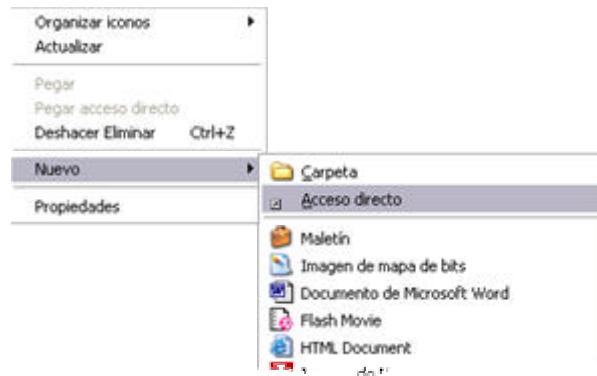 Organizar iconos
Actualizar
Pegar
Pegar acceso directo
Deshacer Eliminar Ctrl+Z
Nuevo
Propiedades
Carpeta
Acceso directo
Maletín
Imagen de mapa de bits
Documento de Microsoft Word
Flash Movie
HTML Document